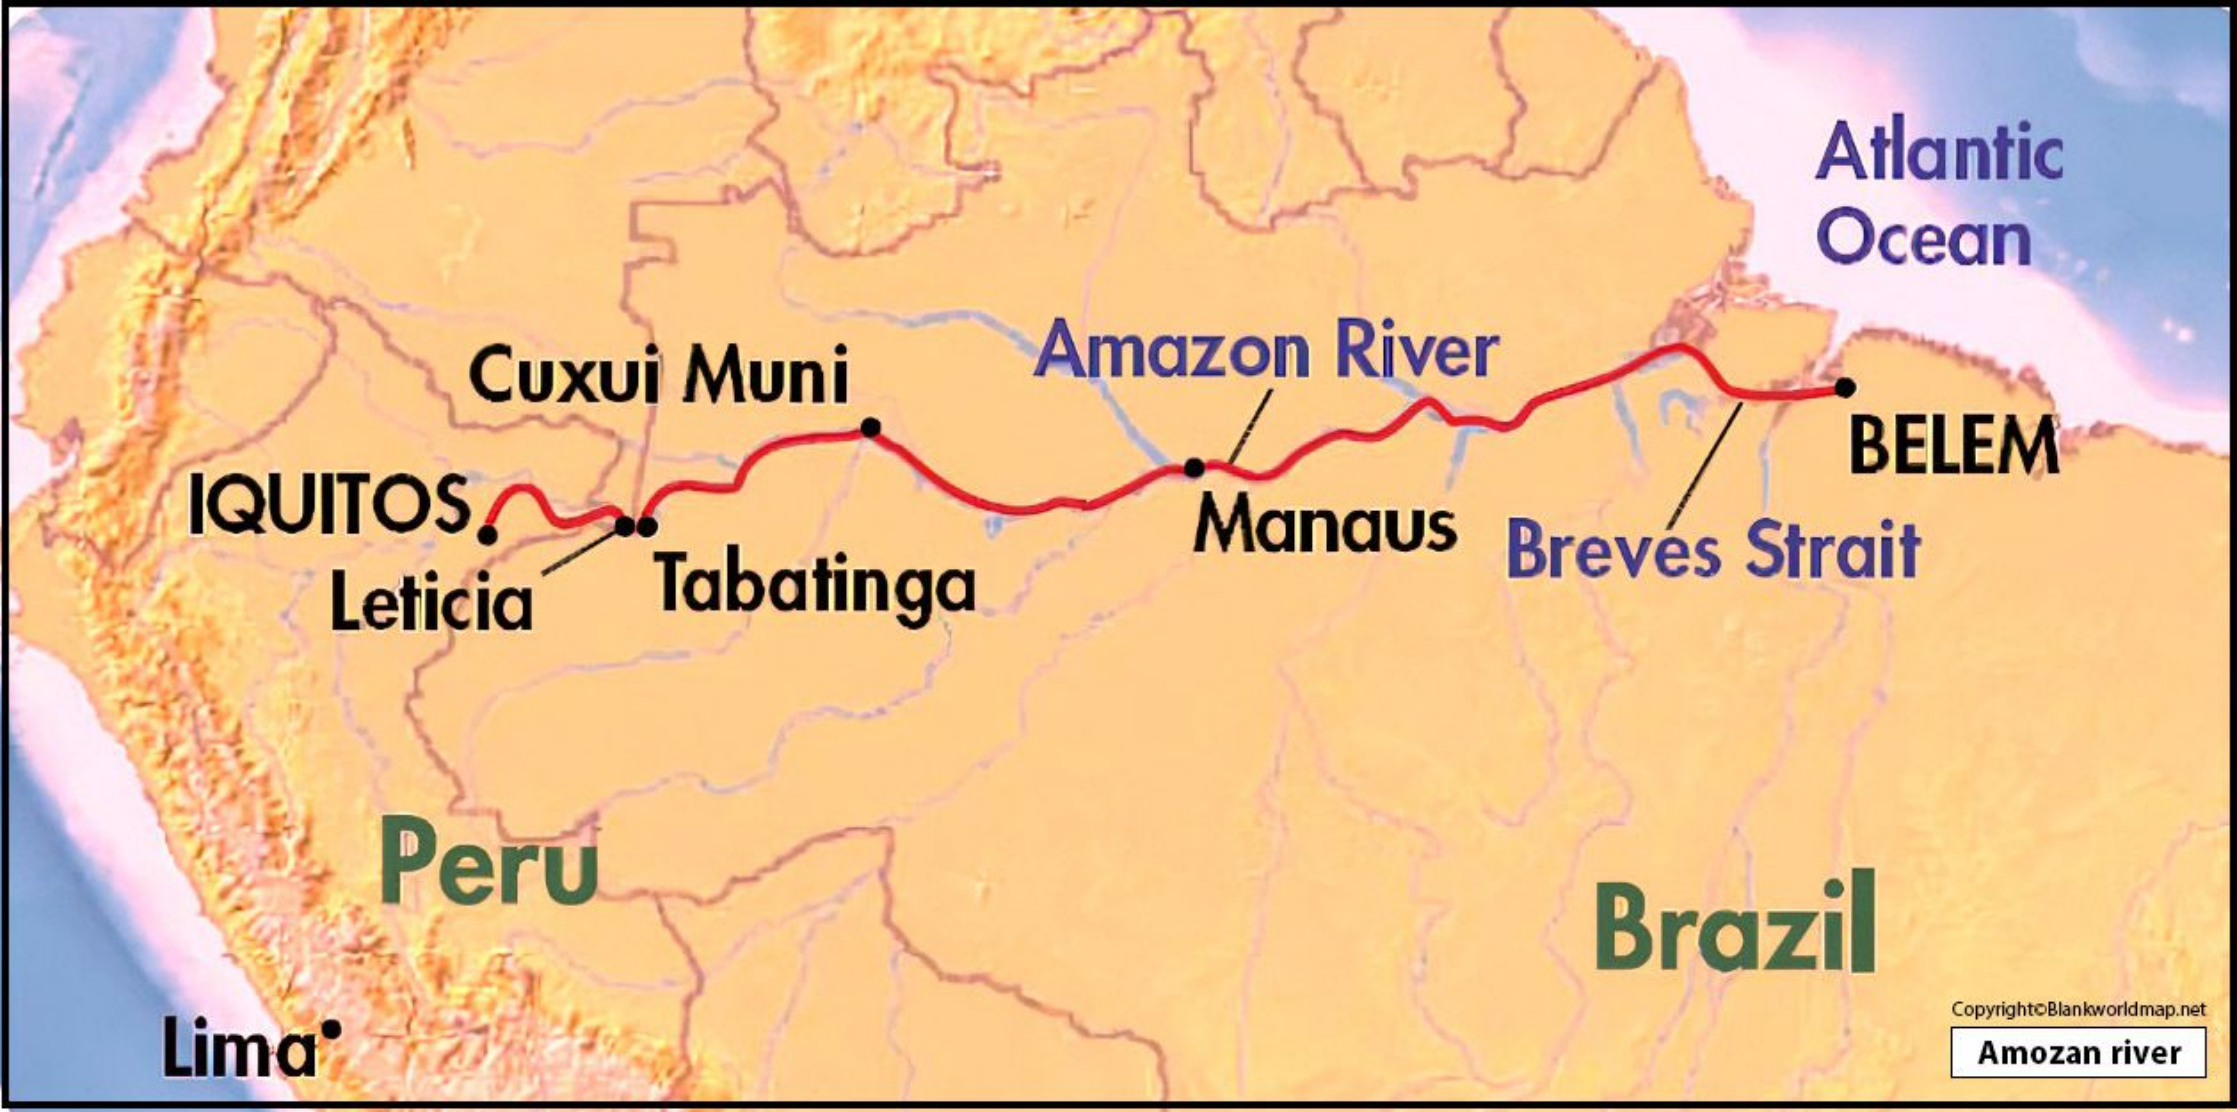 Atlantic
Ocean
Cuxui Muni
Amazon River
IQUITOS
BELEM
Manaus
Breves Strait
Leticia
Tabatinga
Peru
Brazil
Lima
Copyright©Blankworldmap.net
Amozan river